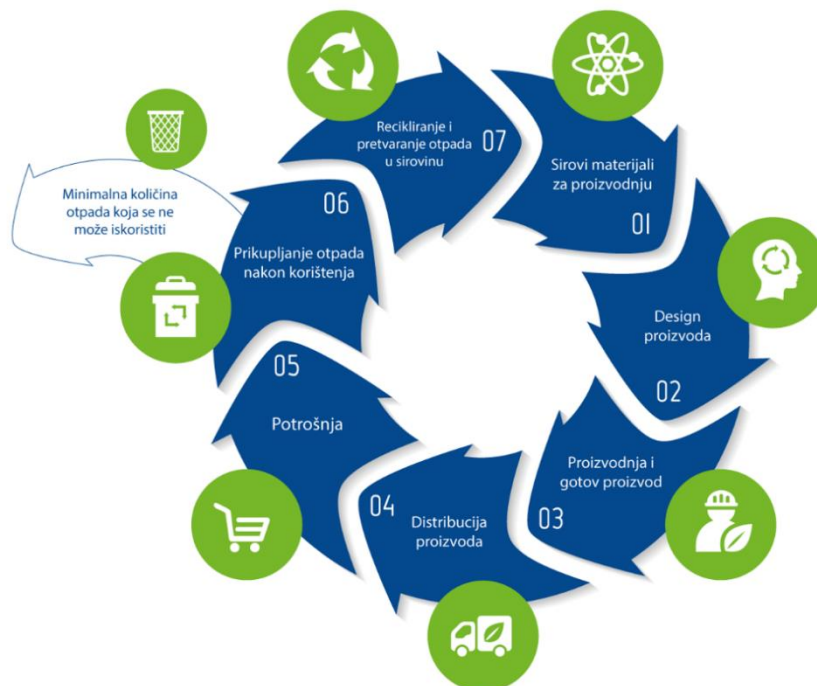 Sirovi materijali
za proizvodnju
01
Design
proizvoda
02
Proizvodnja i
gotov proizvod
03
Distribucija
proizvoda
04
Potrošnja
05
Prikupljanje otpada
nakon korištenja
06
Minimalna količina
otpada koja se ne
može iskoristiti
Recikliranje i
pretvaranje otpada
u sirovinu
07